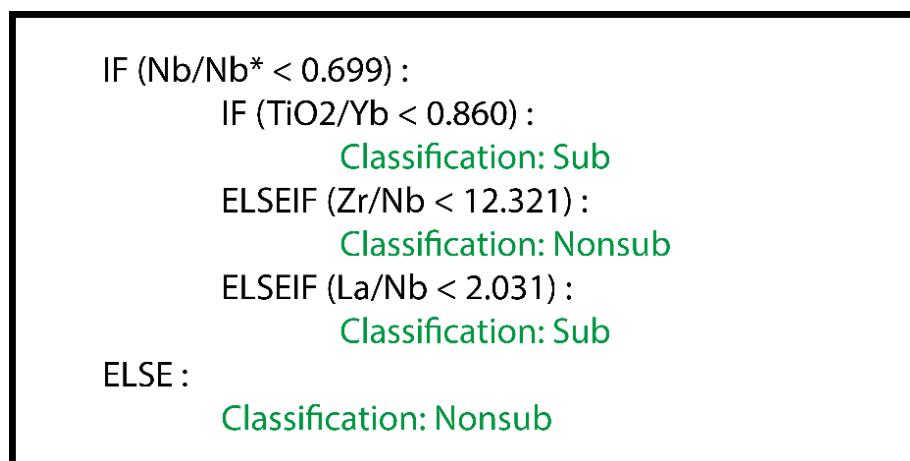 IF (Nb/Nb* < 0.699) :
IF (TiO2/Yb < 0.860) :
Classification: Sub
ELSEIF (Zr/Nb < 12.321) :
Classification: Nonsub
ELSEIF (La/Nb < 2.031) :
Classification: Sub
ELSE :
Classification: Nonsub